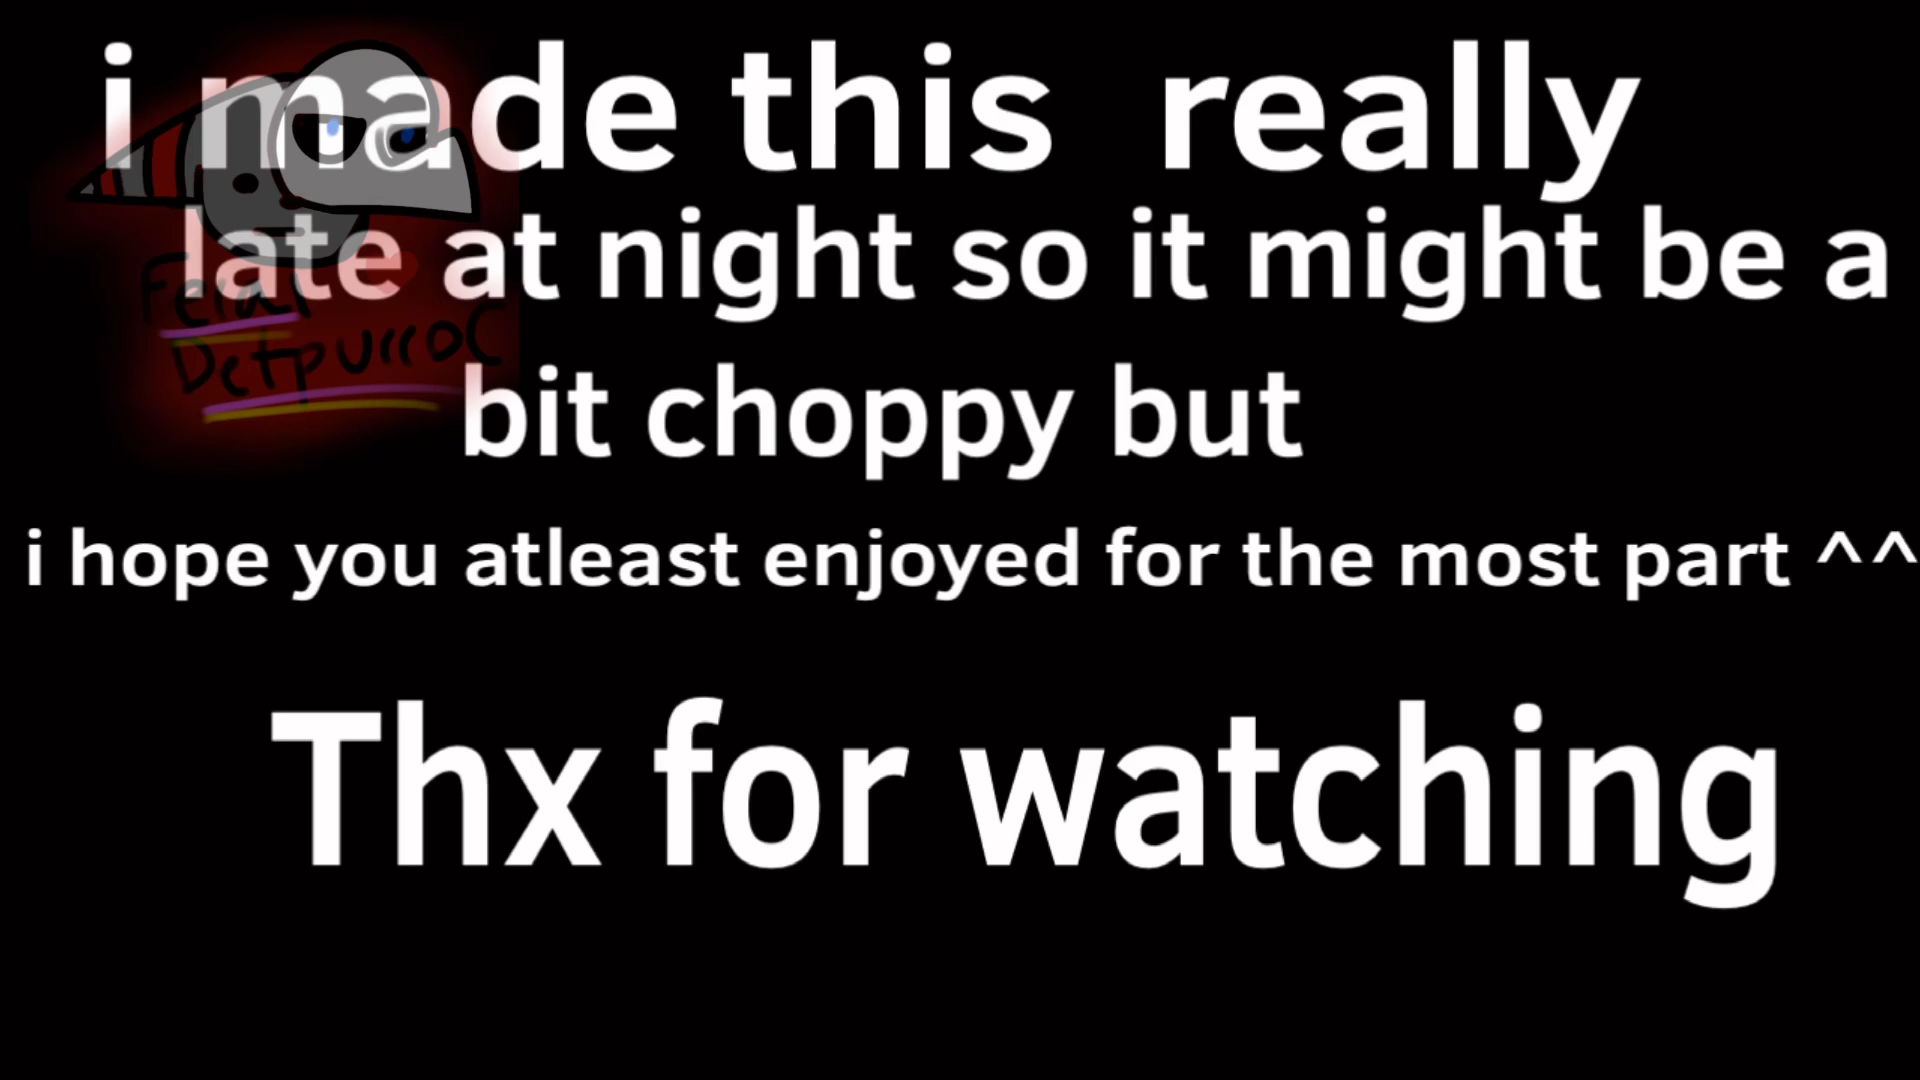 i made this really
late at night so it might be a
bit choppy but
i hope you atleast enjoyed for the most part ^^
Thx for watching
Feral